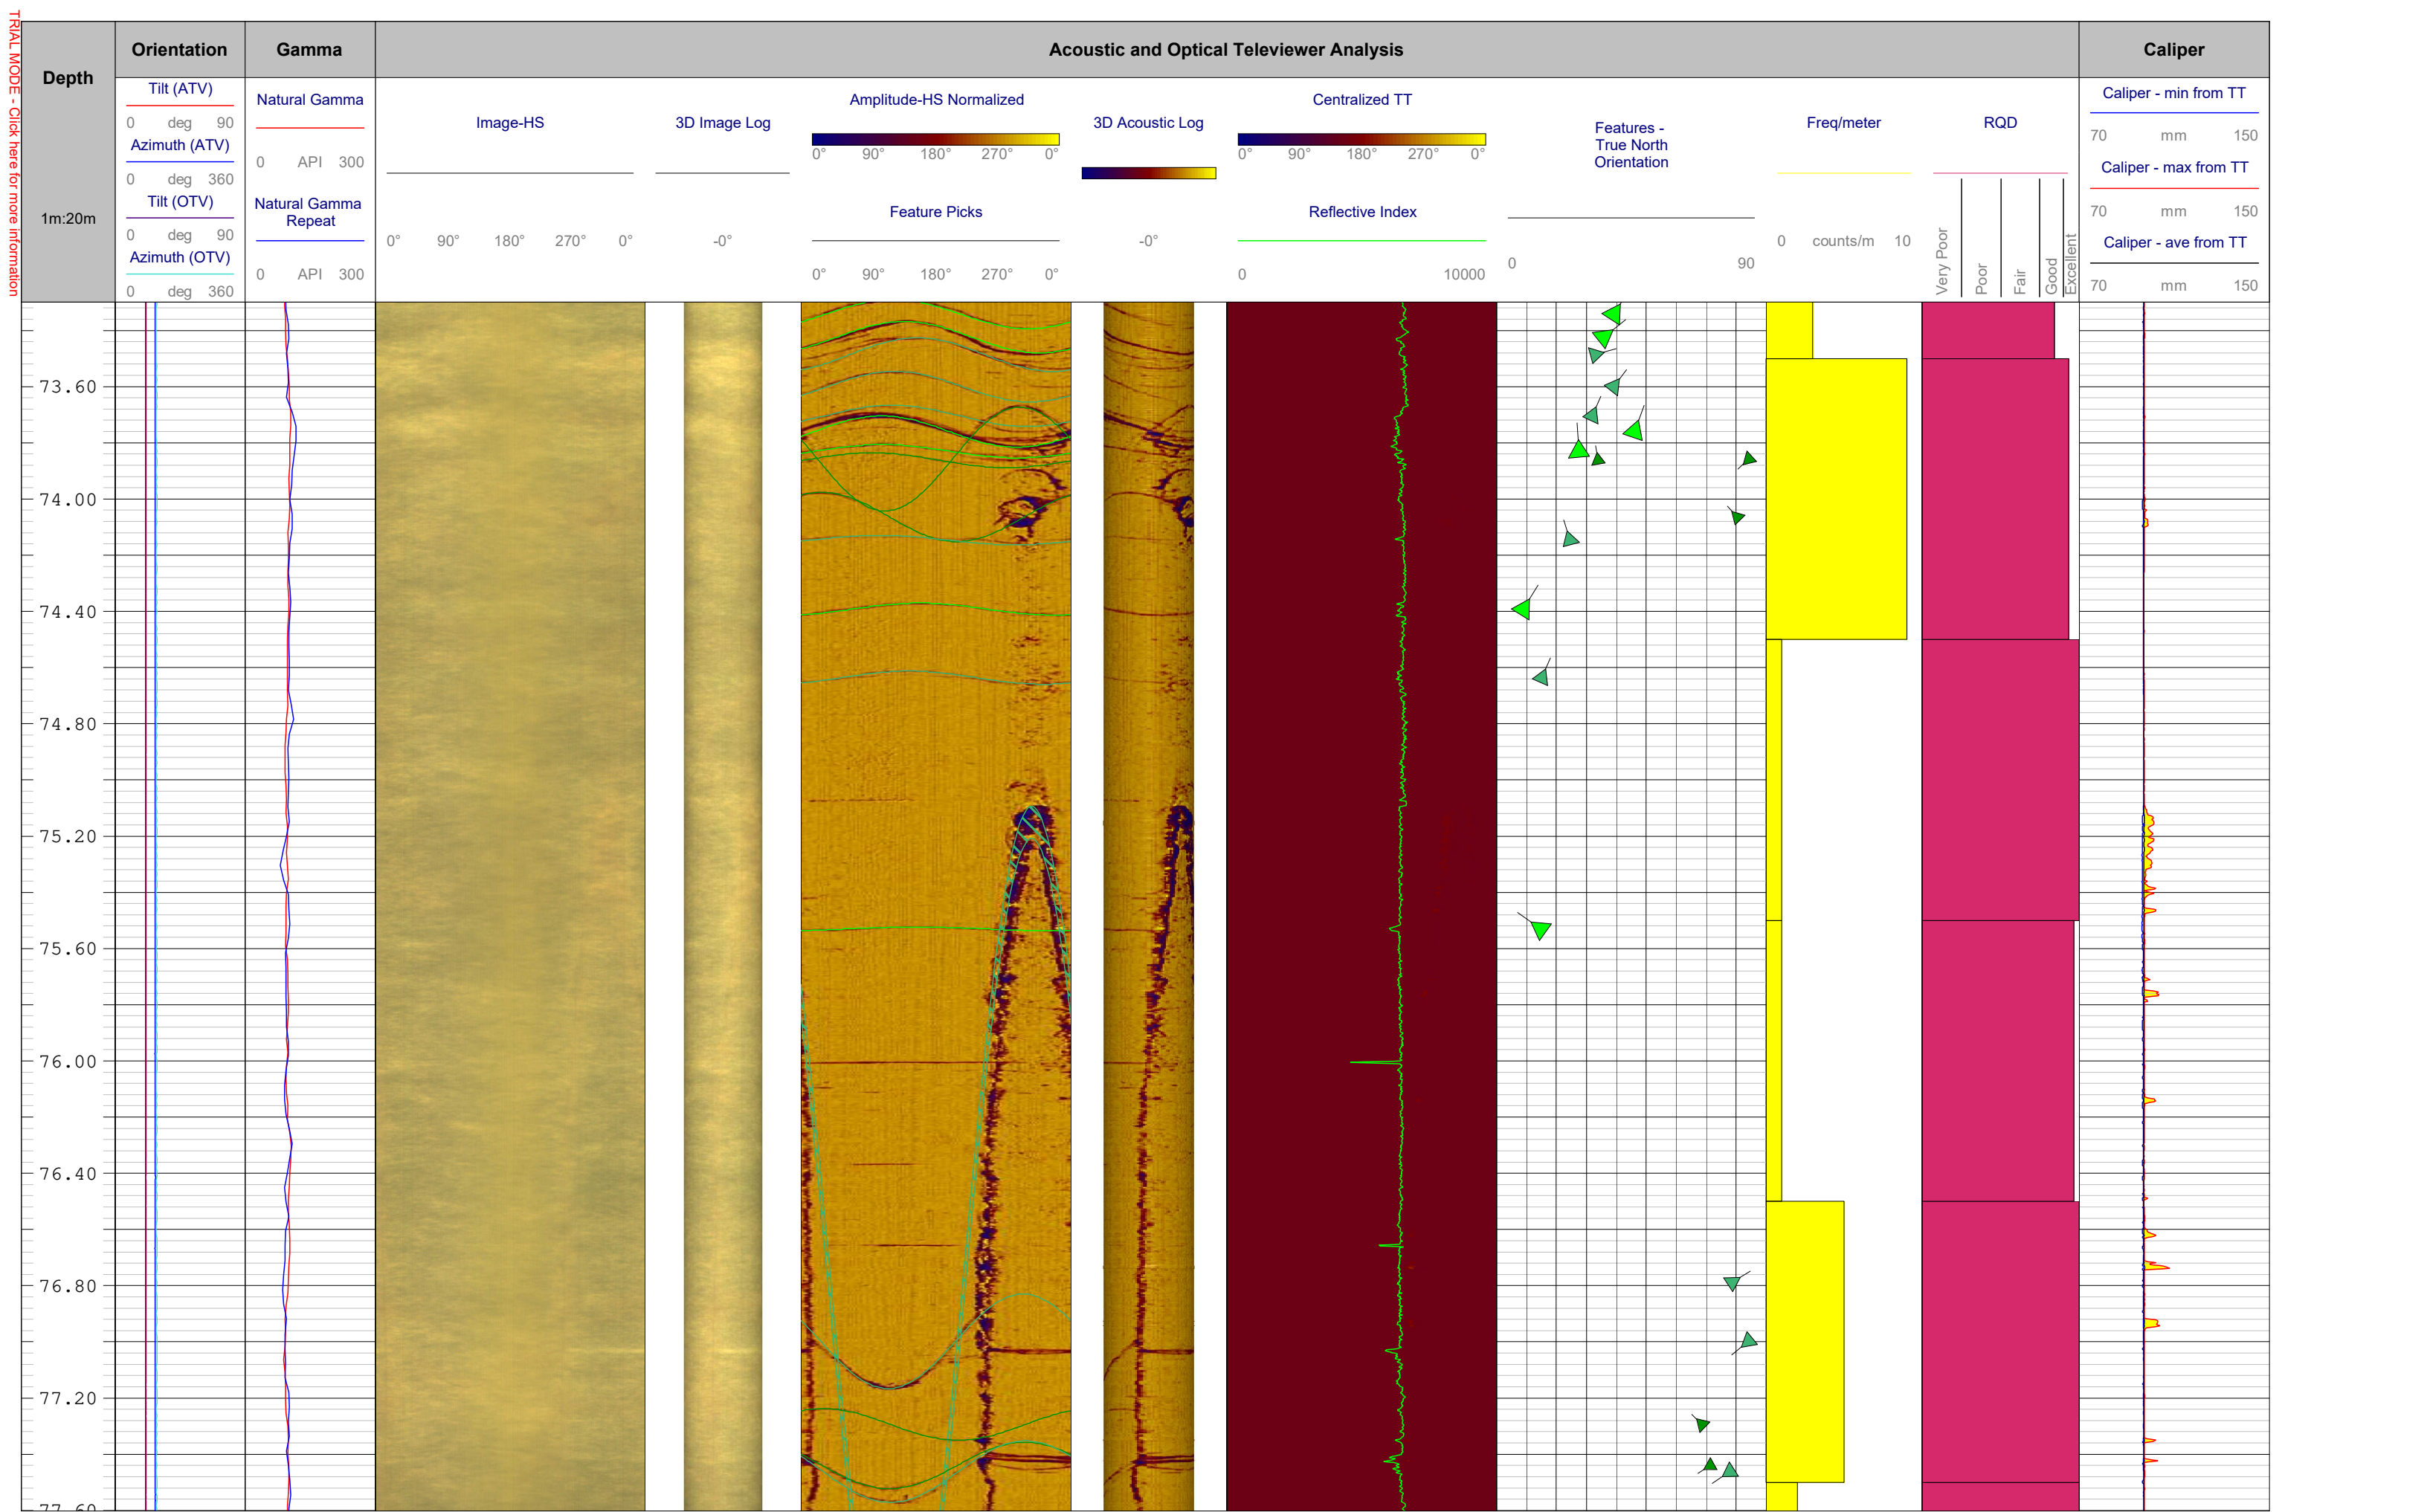 TRIAL MODE - Click here for more information
Depth
1m:20m
Orientation
Tilt (ATV)
0 deg 90
Azimuth (ATV)
0 deg 360
Tilt (OTV)
0 deg 90
Azimuth (OTV)
0 deg 360
Gamma
Natural Gamma
0 API 300
Natural Gamma
Repeat
0 API 300
Acoustic and Optical Televiewer Analysis
Image-HS
0° 90° 180° 270° 0°
3D Image Log
-0°
Amplitude-HS Normalized
0° 90° 180° 270° 0°
Feature Picks
0° 90° 180° 270° 0°
3D Acoustic Log
-0°
Centralized TT
0° 90° 180° 270° 0°
Reflective Index
0 10000
Features -
True North
Orientation
0 90
Freq/meter
0 counts/m 10
RQD
Very Poor
Poor
Fair
Good
Excellent
Caliper
Caliper - min from TT
70 mm 150
Caliper - max from TT
70 mm 150
Caliper - ave from TT
70 mm 150
73.60
74.00
74.40
74.80
75.20
75.60
76.00
76.40
76.80
77.20
77.60